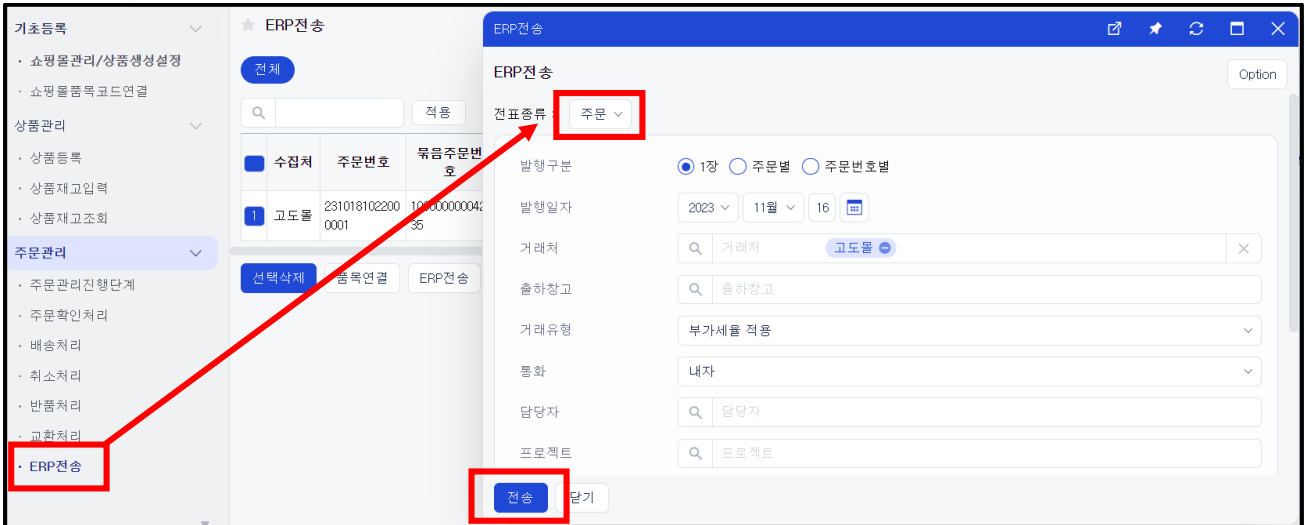 기초등록
· 쇼핑몰관리/상품생성설정
· 쇼핑몰품목코드연결
상품관리
· 상품등록
· 상품재고입력
· 상품재고조회
주문관리
· 주문관리진행단계
· 주문확인처리
· 배송처리
· 취소처리
· 반품처리
· 교환처리
· ERP전송
ERP전송
전체
적용
수집처 주문번호 묶음주문번호
1 고도몰 231018102200
0001
35
선택삭제 품목연결 ERP전송
ERP전송
ERP전송 Option
전표종류 : 주문
발행구분 1장 주문별 주문번호별
발행일자 2023 11월 16
거래처 거래처 고도몰
출하창고 출하창고
거래유형 부가세율 적용
통화 내자
담당자 담당자
프로젝트 프로젝트
전송 닫기